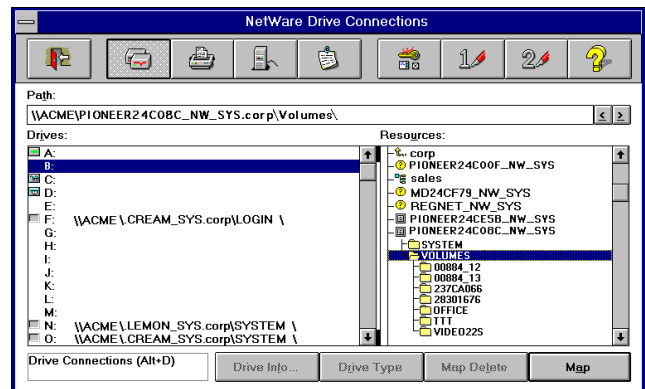 NetWare Drive Connections
1 2
Path:
\\ACME\PIONEER24C08C_NW_SYS.corp\Volumes\
Drives:
Resources:
A:
B:
C:
D:
E:
F: \\ACME\.CREAM_SYS.corp\LOGIN \
G:
H:
I:
J:
K:
L:
M:
N: \\ACME\.LEMON_SYS.corp\SYSTEM \
O: \\ACME\.CREAM_SYS.corp\SYSTEM \
corp
PIONEER24C00F_NW_SYS
sales
MD24CF79_NW_SYS
REGNET_NW_SYS
PIONEER24CE5B_NW_SYS
PIONEER24C08C_NW_SYS
SYSTEM
VOLUMES
00884_12
00884_13
237CA066
28301676
OFFICE
TTT
VIDEO22S
Drive Connections (Alt+D)
Drive Info... Drive Type Map Delete Map